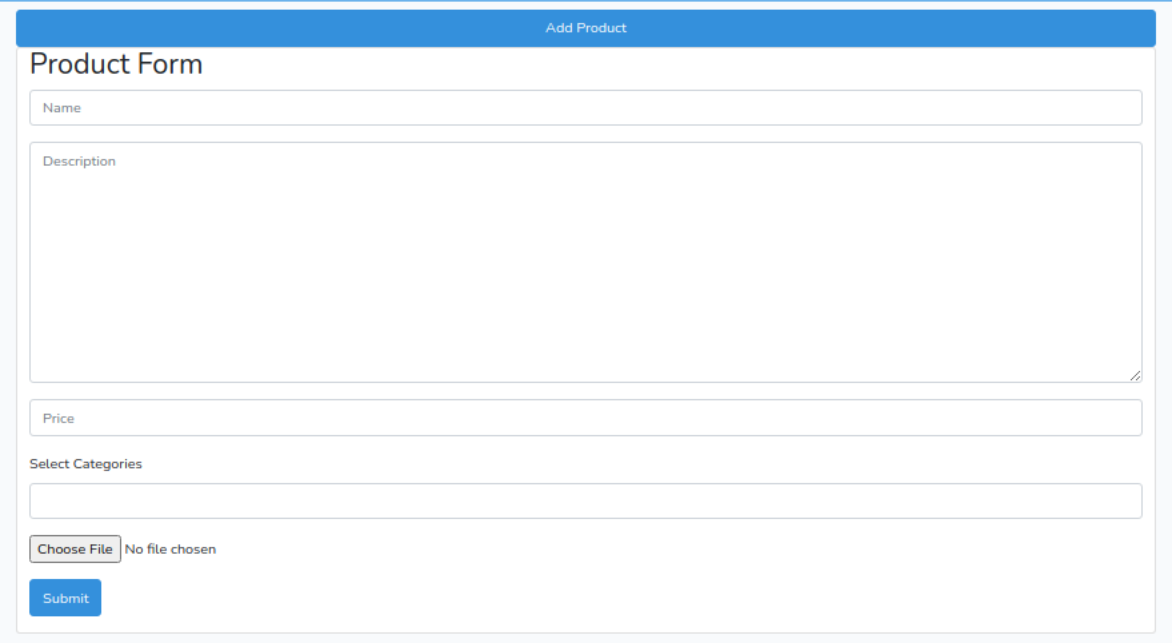 Add Product
Product Form
Name
Description
Price
Select Categories
Choose File No file chosen
Submit